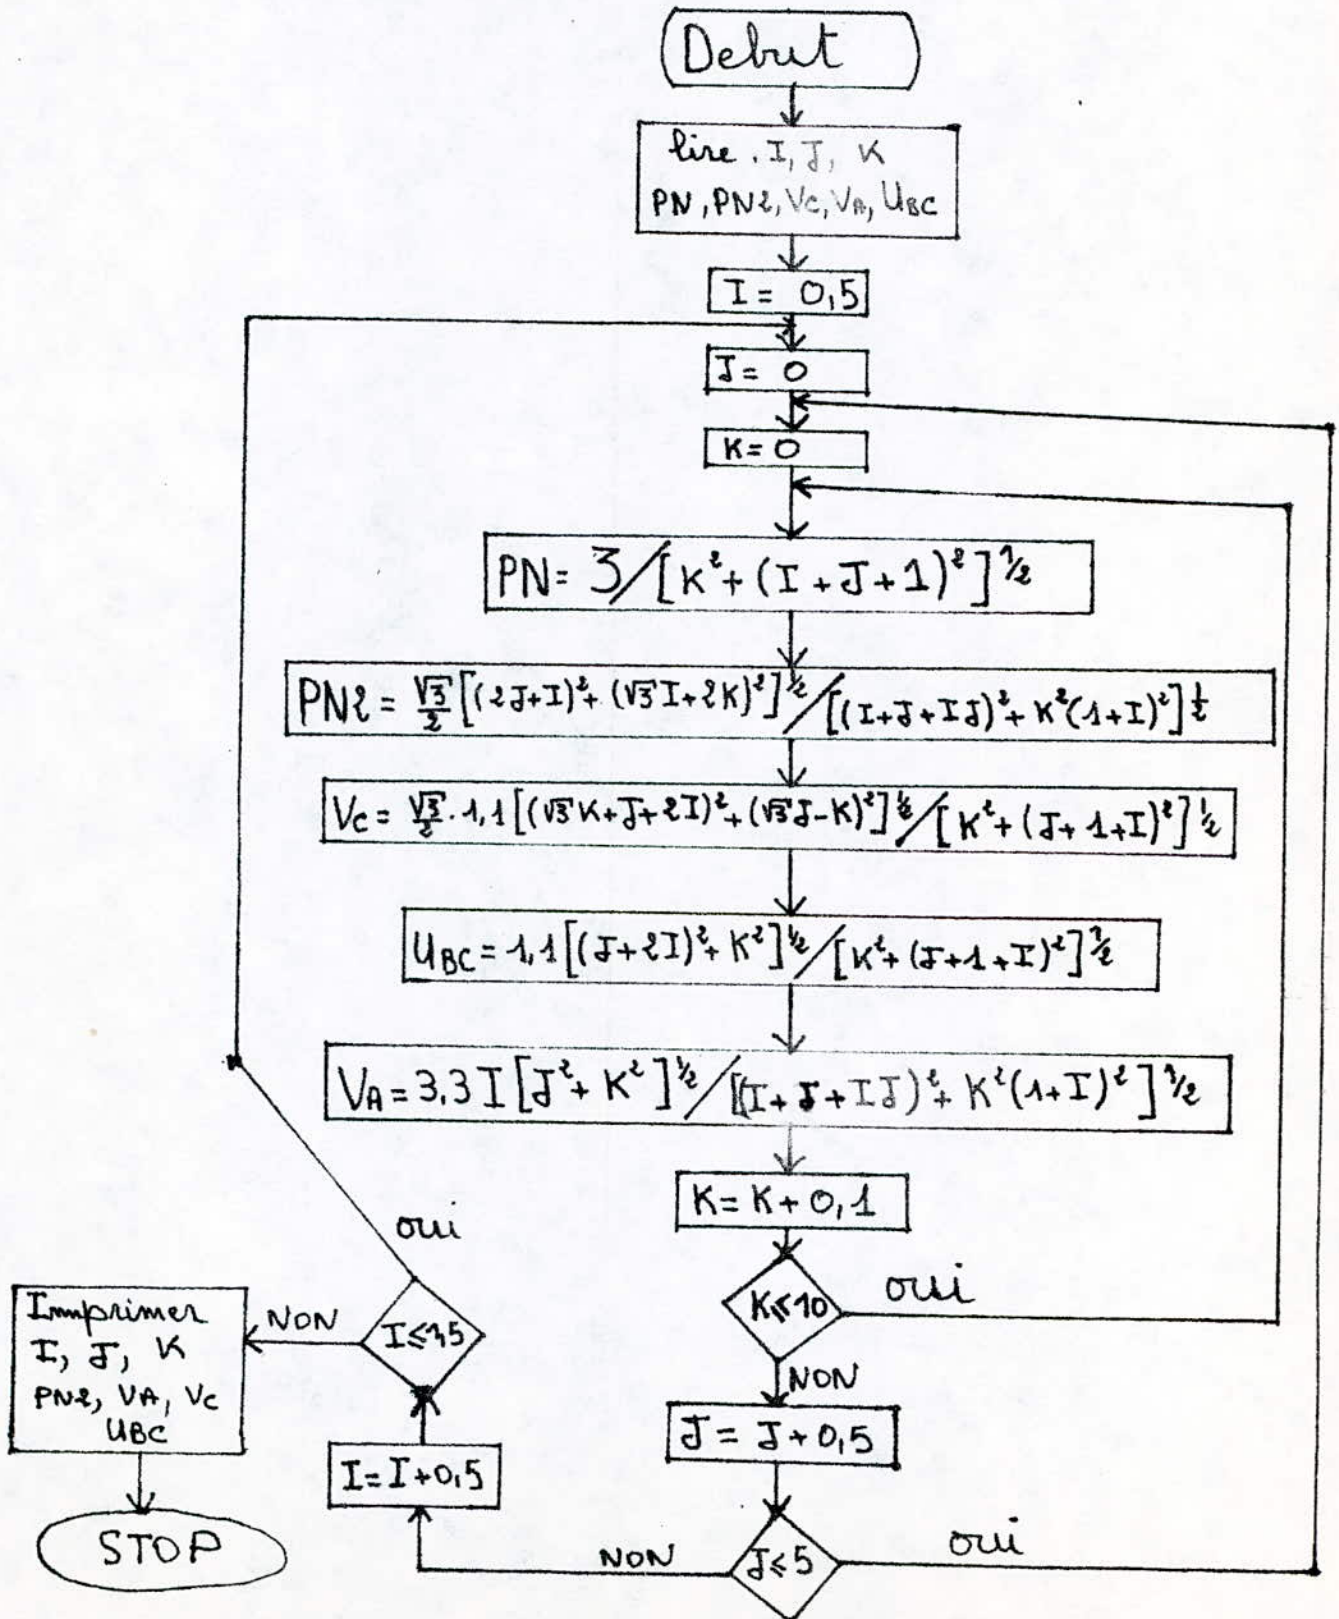 Debut
lire . I, J, K
PN, PN2, Vc, VA, UBC
I = 0,5
J = 0
K = 0
PN = 3/[K² + (I + J + 1)²]^1/2
PN2 = √3/2 [(2J+I)² + (√3 I + 2K)²]^1/2 / [(I+J+IJ)² + K²(1+I)²]^1/2
Vc = √3/2 . 1,1 [(√3 K + J + 2I)² + (√3 J - K)²]^1/2 / [K² + (J + 1 + I)²]^1/2
UBC = 1,1 [(J + 2I)² + K²]^1/2 / [K² + (J + 1 + I)²]^1/2
VA = 3,3 I [J² + K²]^1/2 / [(I + J + IJ)² + K²(1+I)²]^1/2
K = K + 0,1
oui
K ≤ 10
oui
NON
Immprimer
I, J, K
PN2, VA, Vc
UBC
NON
I ≤ 1,5
J = J + 0,5
I = I + 0,5
STOP
NON
J ≤ 5
oui